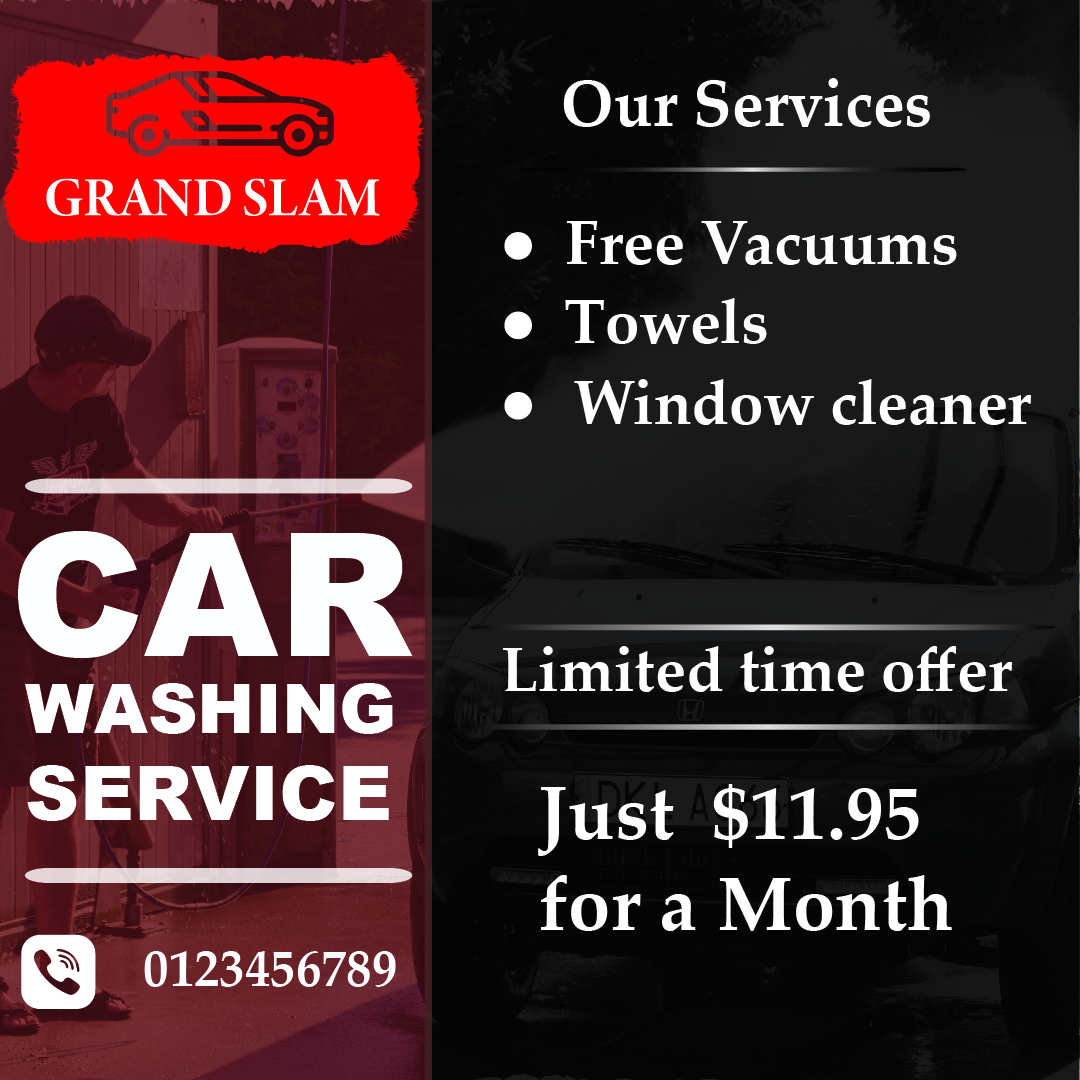 GRAND SLAM
CAR
WASHING
SERVICE
0123456789
Our Services
● Free Vacuums
● Towels
● Window cleaner
Limited time offer
Just $11.95
for a Month